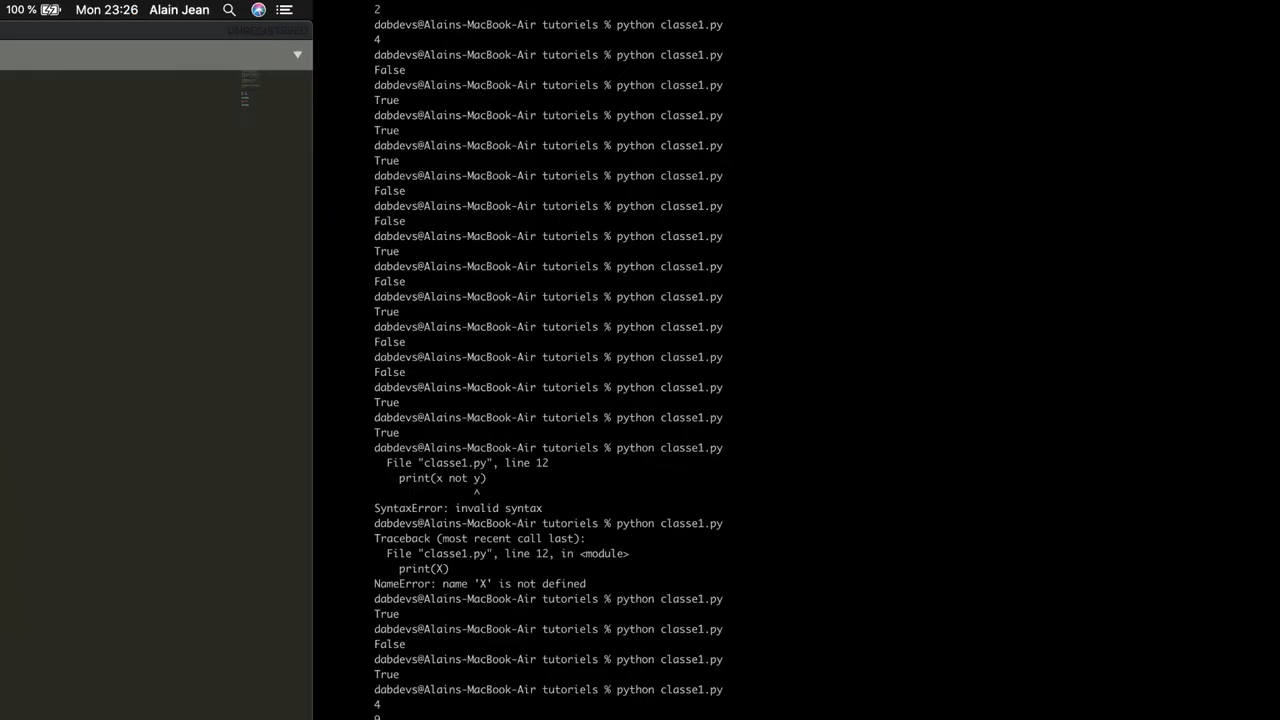 100 % Mon 23:26 Alain Jean
UNREGISTERED
2
dabdevs@Alains-MacBook-Air tutoriels % python classe1.py
4
dabdevs@Alains-MacBook-Air tutoriels % python classe1.py
False
dabdevs@Alains-MacBook-Air tutoriels % python classe1.py
True
dabdevs@Alains-MacBook-Air tutoriels % python classe1.py
True
dabdevs@Alains-MacBook-Air tutoriels % python classe1.py
True
dabdevs@Alains-MacBook-Air tutoriels % python classe1.py
False
dabdevs@Alains-MacBook-Air tutoriels % python classe1.py
False
dabdevs@Alains-MacBook-Air tutoriels % python classe1.py
True
dabdevs@Alains-MacBook-Air tutoriels % python classe1.py
False
dabdevs@Alains-MacBook-Air tutoriels % python classe1.py
True
dabdevs@Alains-MacBook-Air tutoriels % python classe1.py
False
dabdevs@Alains-MacBook-Air tutoriels % python classe1.py
False
dabdevs@Alains-MacBook-Air tutoriels % python classe1.py
True
dabdevs@Alains-MacBook-Air tutoriels % python classe1.py
True
dabdevs@Alains-MacBook-Air tutoriels % python classe1.py
File "classe1.py", line 12
print(x not y)
^
SyntaxError: invalid syntax
dabdevs@Alains-MacBook-Air tutoriels % python classe1.py
Traceback (most recent call last):
File "classe1.py", line 12, in <module>
print(X)
NameError: name 'X' is not defined
dabdevs@Alains-MacBook-Air tutoriels % python classe1.py
True
dabdevs@Alains-MacBook-Air tutoriels % python classe1.py
False
dabdevs@Alains-MacBook-Air tutoriels % python classe1.py
True
dabdevs@Alains-MacBook-Air tutoriels % python classe1.py
4
9